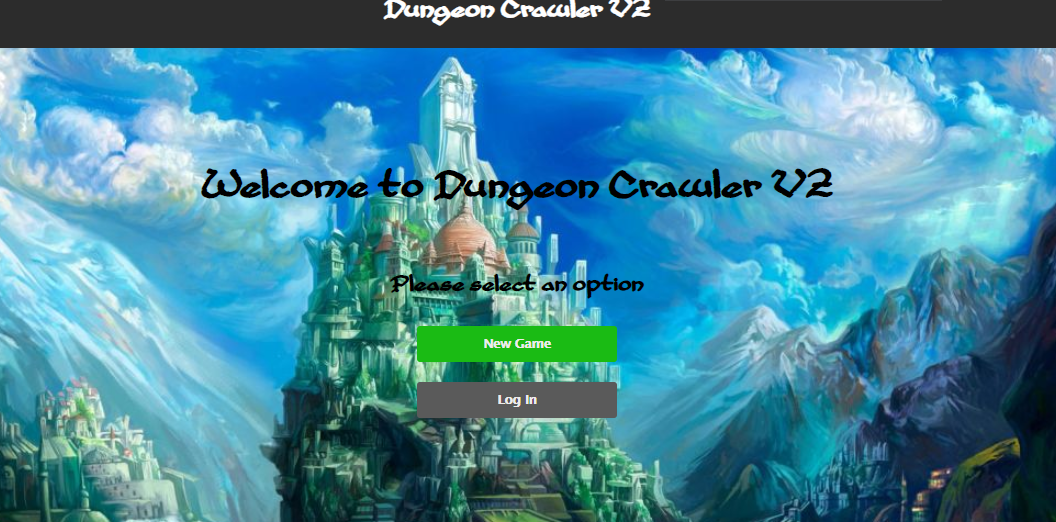 Dungeon Crawler V2
Welcome to Dungeon Crawler V2
Please select an option
New Game
Log In